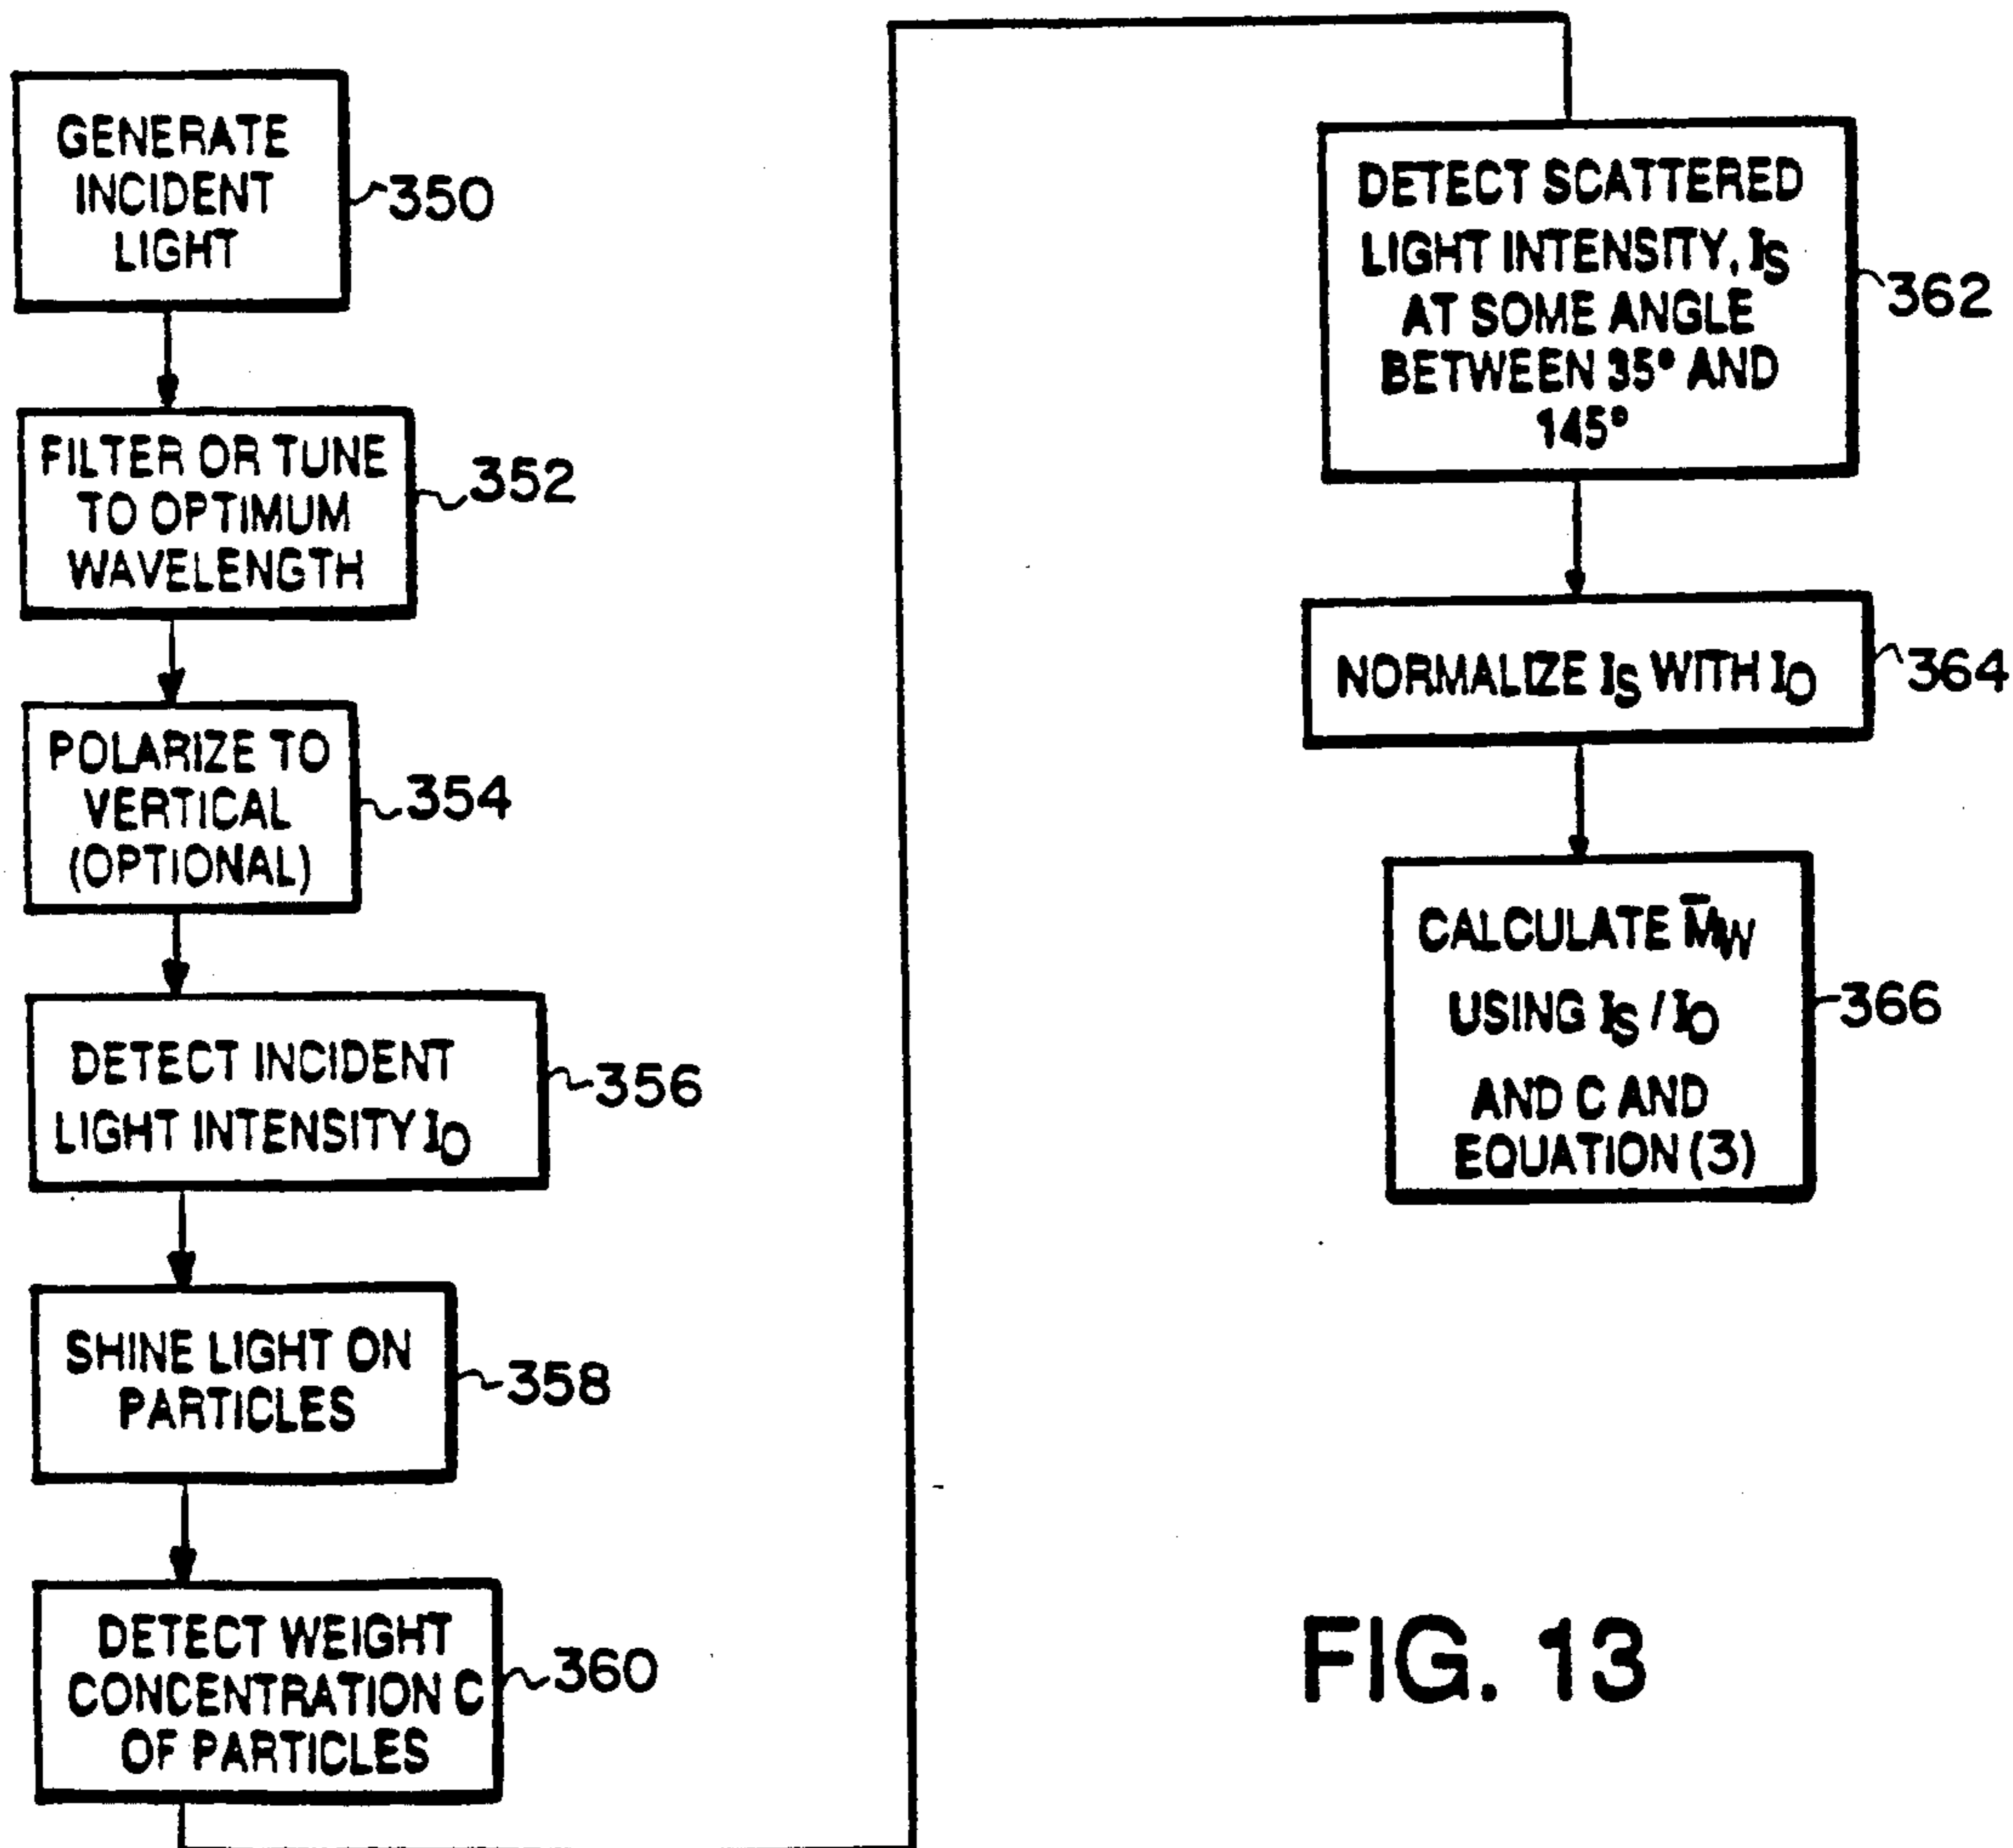 GENERATE
INCIDENT
LIGHT
350
FILTER OR TUNE
TO OPTIMUM
WAVELENGTH
352
POLARIZE TO
VERTICAL
(OPTIONAL)
354
DETECT INCIDENT
LIGHT INTENSITY IO
356
SHINE LIGHT ON
PARTICLES
358
DETECT WEIGHT
CONCENTRATION C
OF PARTICLES
360
DETECT SCATTERED
LIGHT INTENSITY, IS
AT SOME ANGLE
BETWEEN 35° AND
145°
362
NORMALIZE IS WITH IO
364
CALCULATE M̄W
USING IS / IO
AND C AND
EQUATION (3)
366
FIG. 13